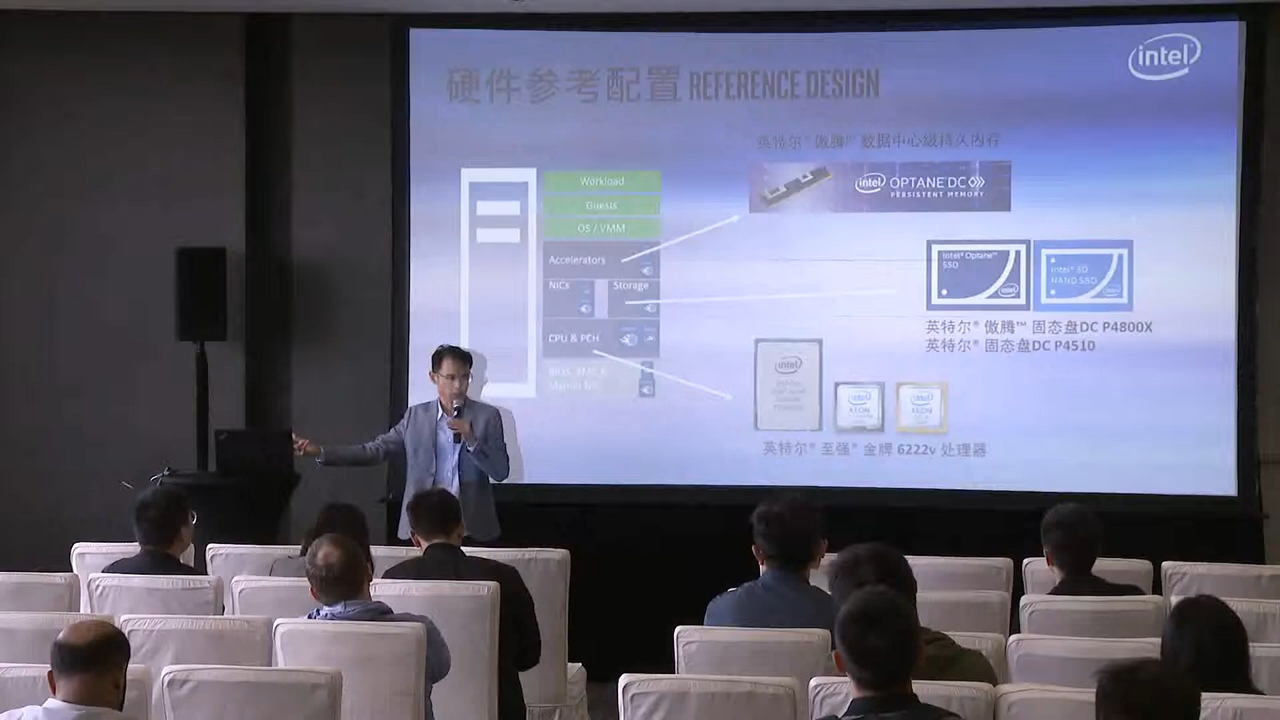 硬件参考配置 REFERENCE DESIGN
intel
英特尔® 傲腾™ 数据中心级持久内存
intel OPTANE DC
PERSISTENT MEMORY
Workload
Guests
OS / VMM
Accelerators
NICs
Storage
CPU & PCH
intel® Optane™
SSD
intel® 3D
NAND SSD
英特尔® 傲腾™ 固态盘DC P4800X
英特尔® 固态盘DC P4510
intel
intel
XEON
intel
XEON
英特尔® 至强® 金牌 6222v 处理器